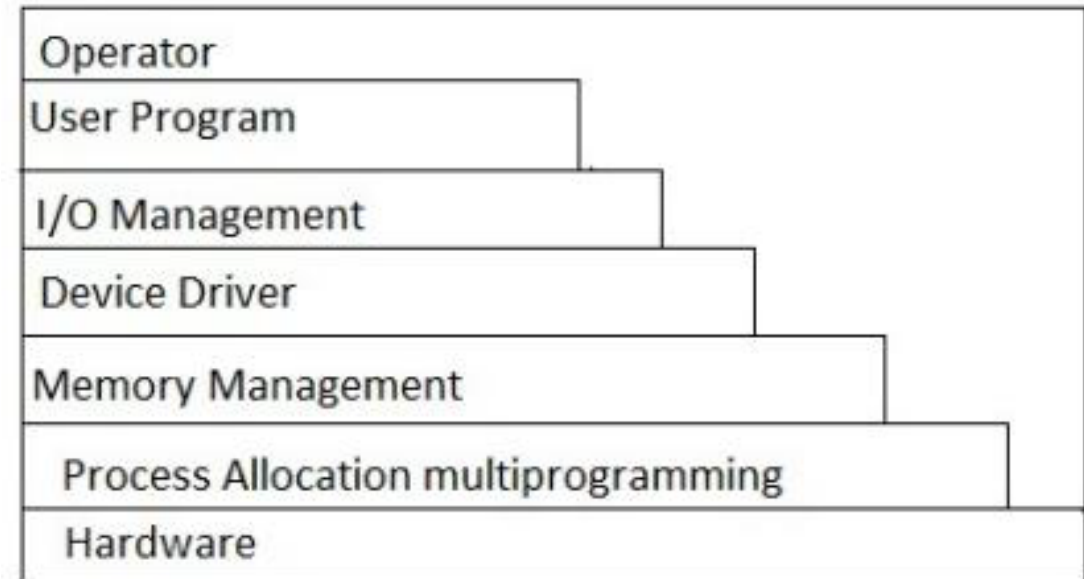 Operator
User Program
I/O Management
Device Driver
Memory Management
Process Allocation multiprogramming
Hardware